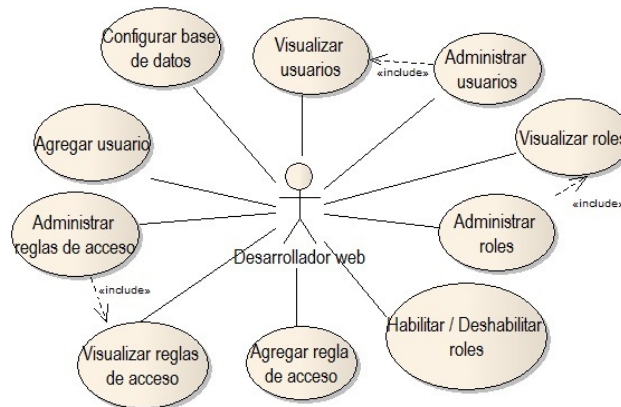 Configurar base
de datos
Visualizar
usuarios
«include»
Administrar
usuarios
Agregar usuario
Visualizar roles
«include»
Administrar
reglas de acceso
Administrar
roles
Desarrollador web
«include»
Visualizar reglas
de acceso
Agregar regla
de acceso
Habilitar / Deshabilitar
roles